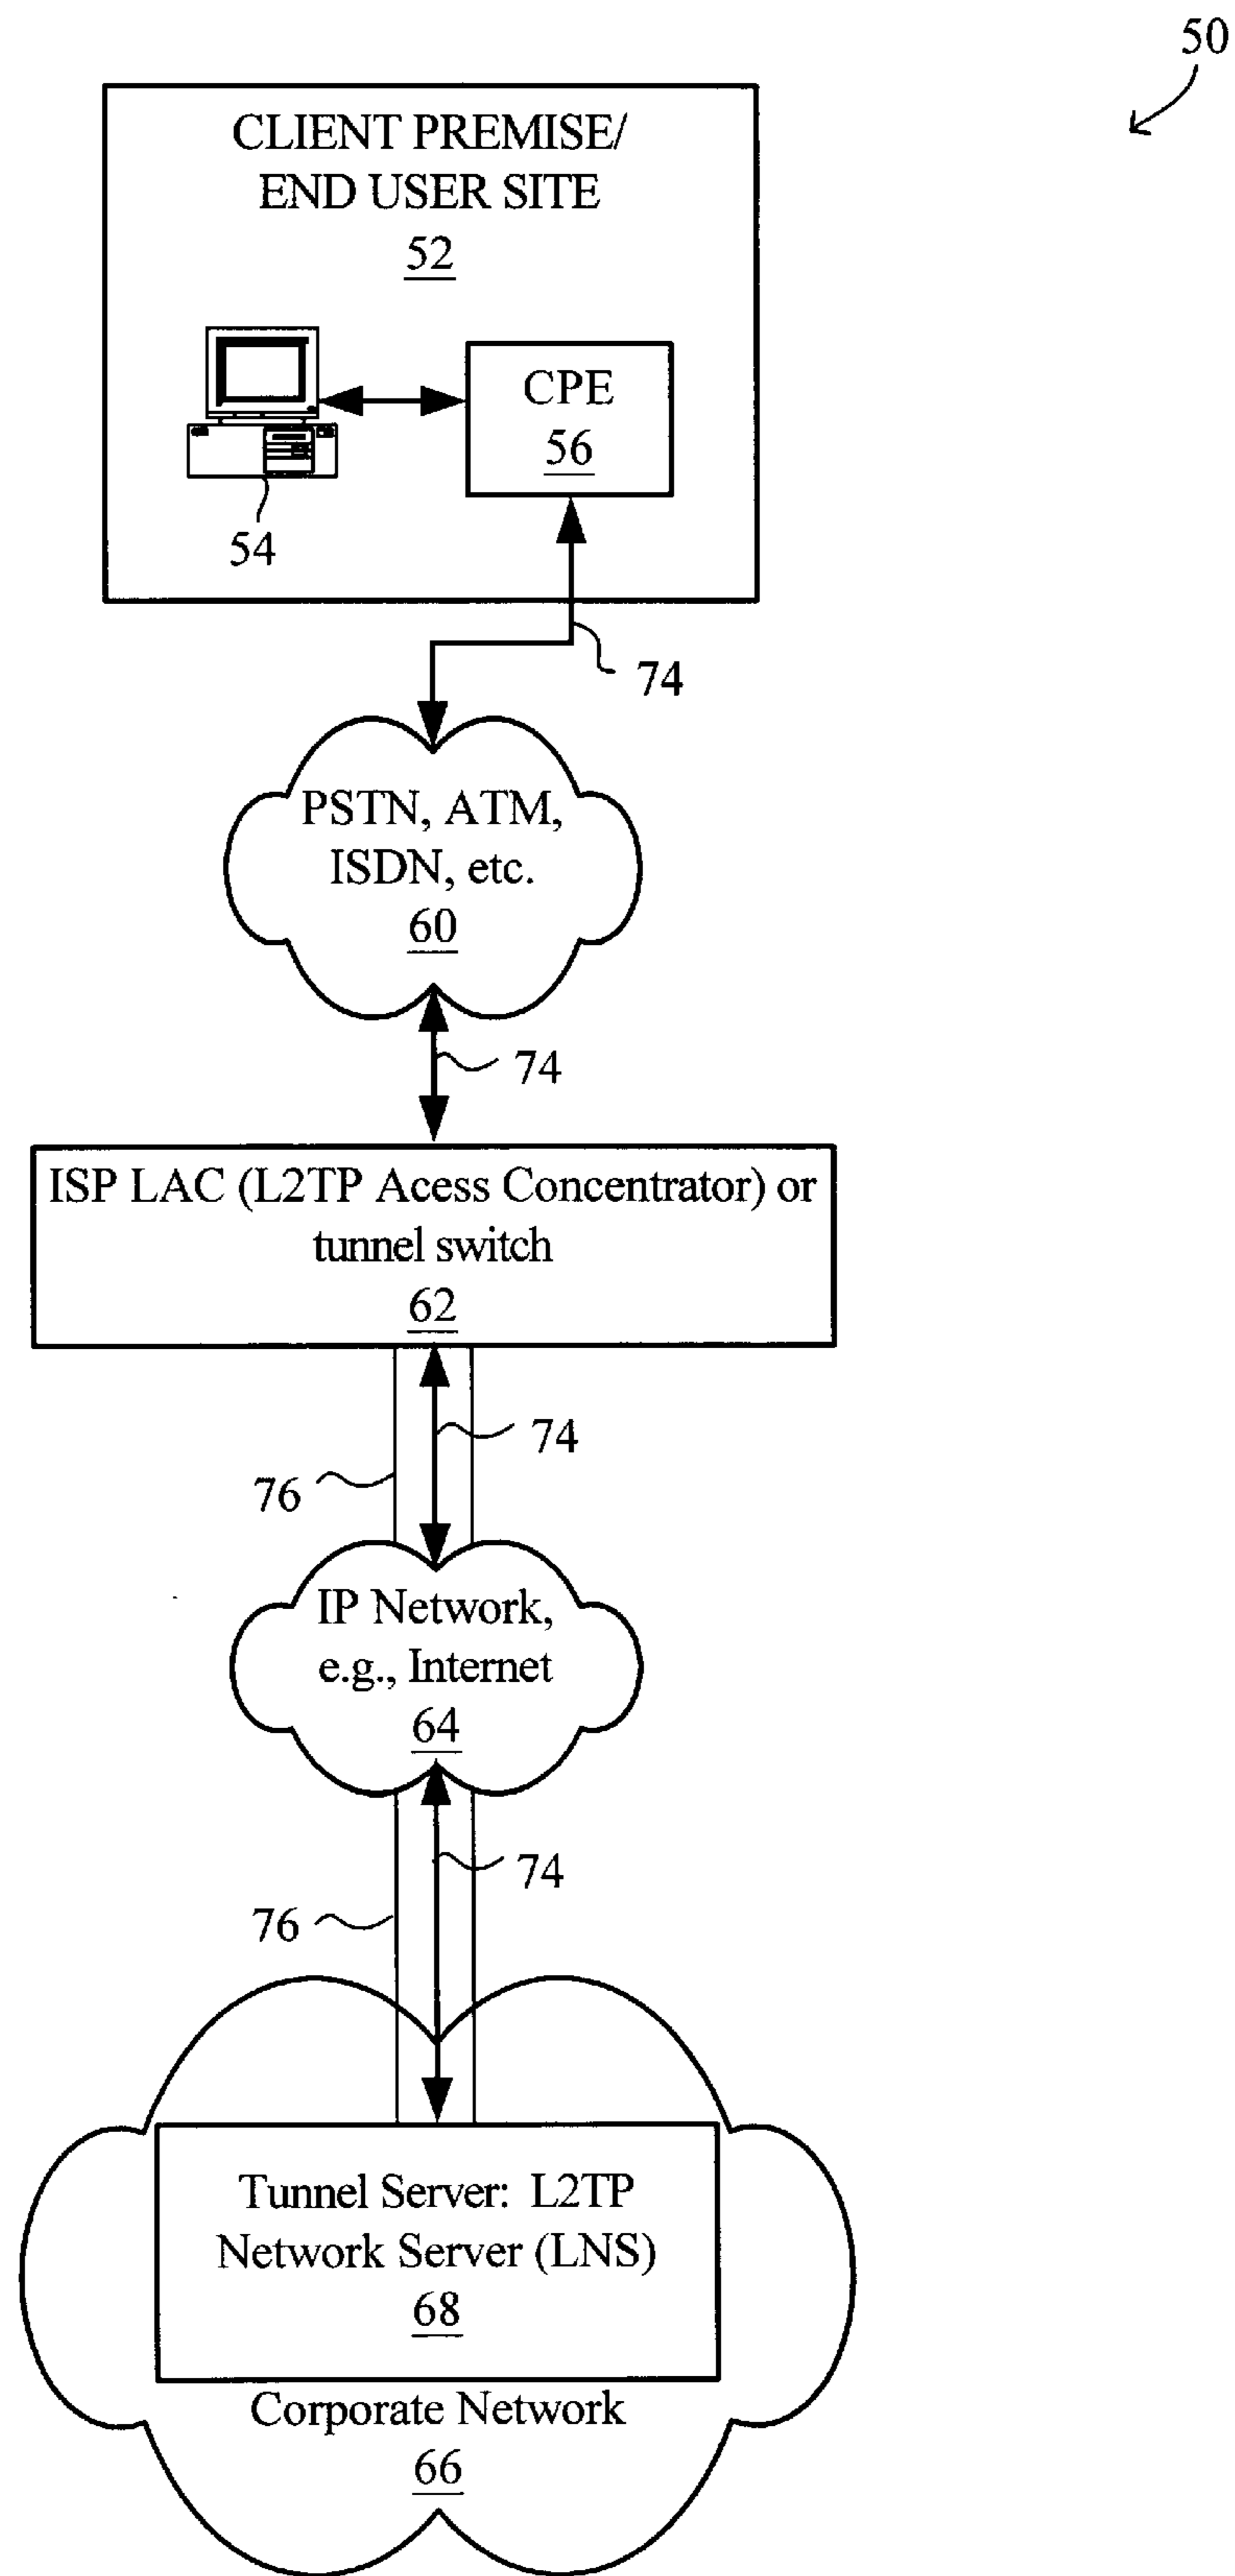 50
CLIENT PREMISE/
END USER SITE
52
CPE
56
54
74
PSTN, ATM,
ISDN, etc.
60
74
ISP LAC (L2TP Acess Concentrator) or
tunnel switch
62
74
76
IP Network,
e.g., Internet
64
74
76
Tunnel Server: L2TP
Network Server (LNS)
68
Corporate Network
66